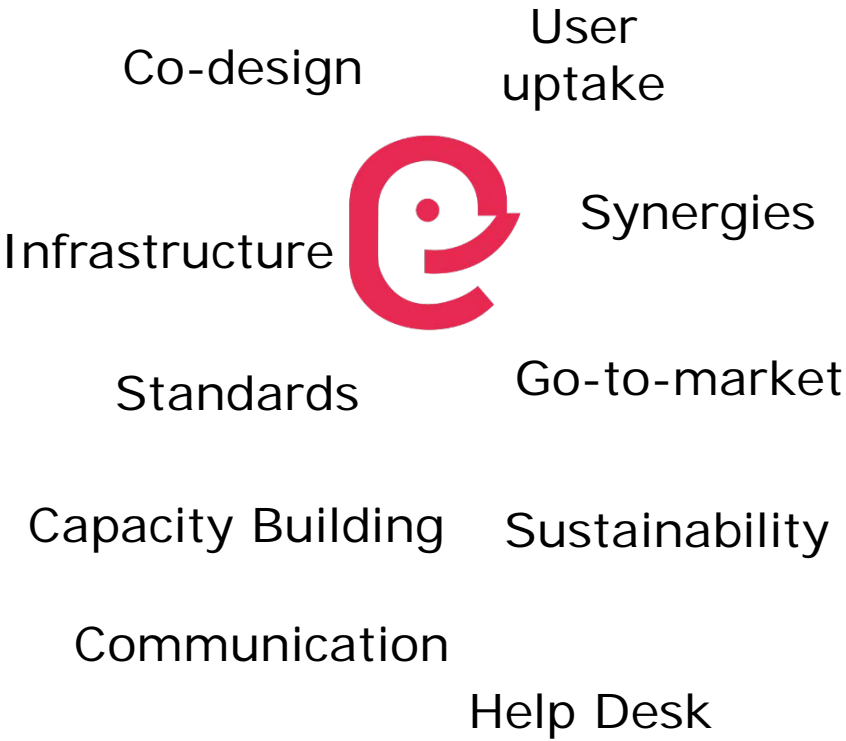 Co-design
User
uptake
Synergies
Infrastructure
Standards
Go-to-market
Capacity Building
Sustainability
Communication
Help Desk